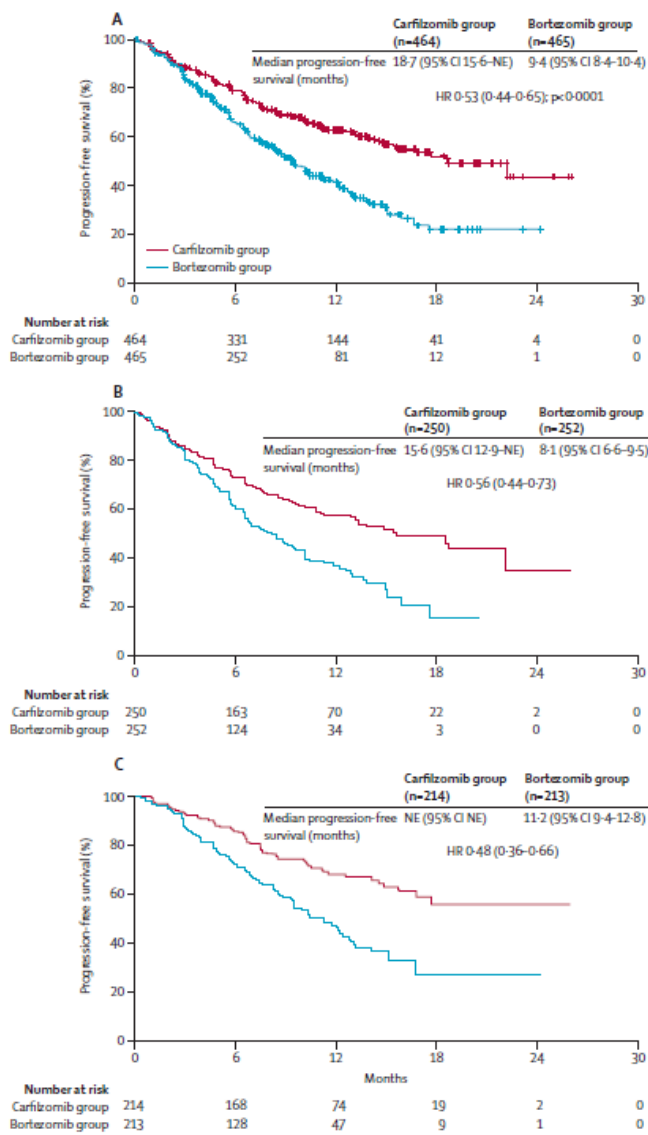 A
Carfilzomib group (n=464) Bortezomib group (n=465)
Median progression-free survival (months) 18·7 (95% CI 15·6–NE) 9·4 (95% CI 8·4–10·4)
HR 0·53 (0·44–0·65); p<0·0001
Progression-free survival (%)
100
80
60
40
20
0
Carfilzomib group
Bortezomib group
0 6 12 18 24 30
Number at risk
Carfilzomib group 464 331 144 41 4 0
Bortezomib group 465 252 81 12 1 0
B
Carfilzomib group (n=250) Bortezomib group (n=252)
Median progression-free survival (months) 15·6 (95% CI 12·9–NE) 8·1 (95% CI 6·6–9·5)
HR 0·56 (0·44–0·73)
Progression-free survival (%)
100
80
60
40
20
0
0 6 12 18 24 30
Number at risk
Carfilzomib group 250 163 70 22 2 0
Bortezomib group 252 124 34 3 0 0
C
Carfilzomib group (n=214) Bortezomib group (n=213)
Median progression-free survival (months) NE (95% CI NE) 11·2 (95% CI 9·4–12·8)
HR 0·48 (0·36–0·66)
Progression-free survival (%)
100
80
60
40
20
0
0 6 12 18 24 30
Months
Number at risk
Carfilzomib group 214 168 74 19 2 0
Bortezomib group 213 128 47 9 1 0